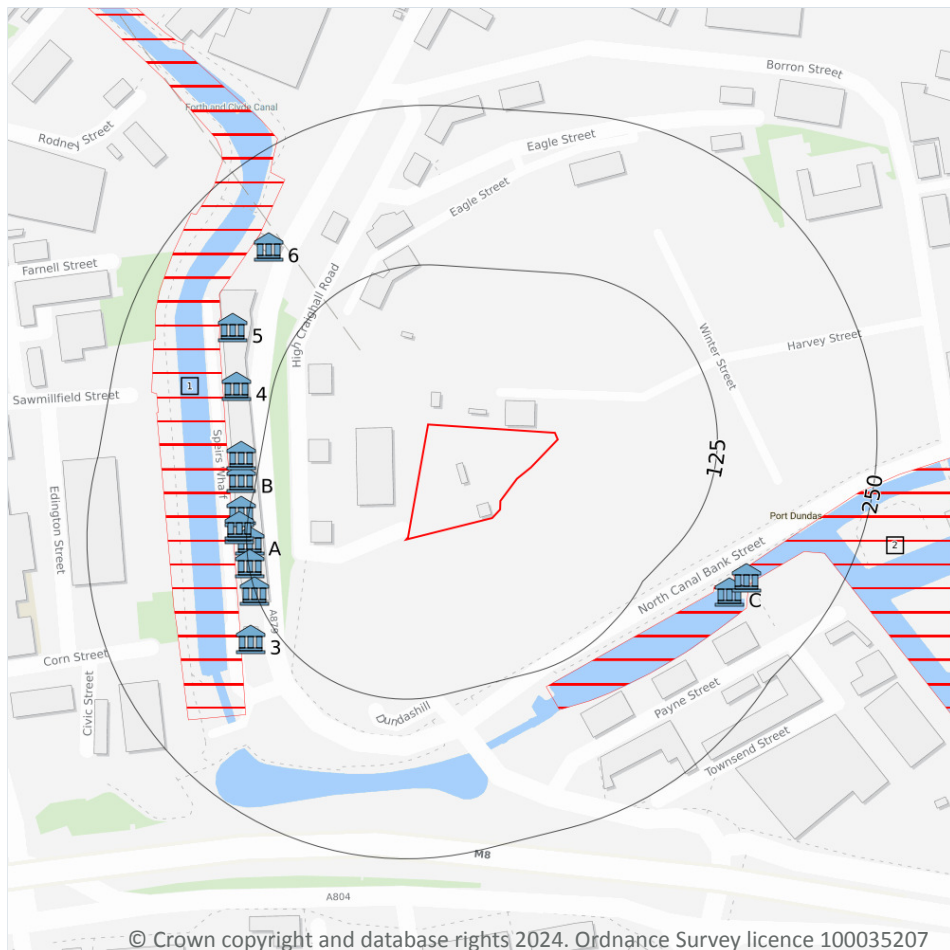 Borron Street
Forth and Clyde Canal
Rodney Street
Eagle Street
Eagle Street
6
Farnell Street
High Craighall Road
5
Winter Street
Harvey Street
1
4
Sawmillfield Street
Speirs Wharf
125
B
250
Edington Street
Port Dundas
A
2
North Canal Bank Street
C
A879
3
Corn Street
Civic Street
Payne Street
Dundashill
Townsend Street
M8
A804
© Crown copyright and database rights 2024. Ordnance Survey licence 100035207